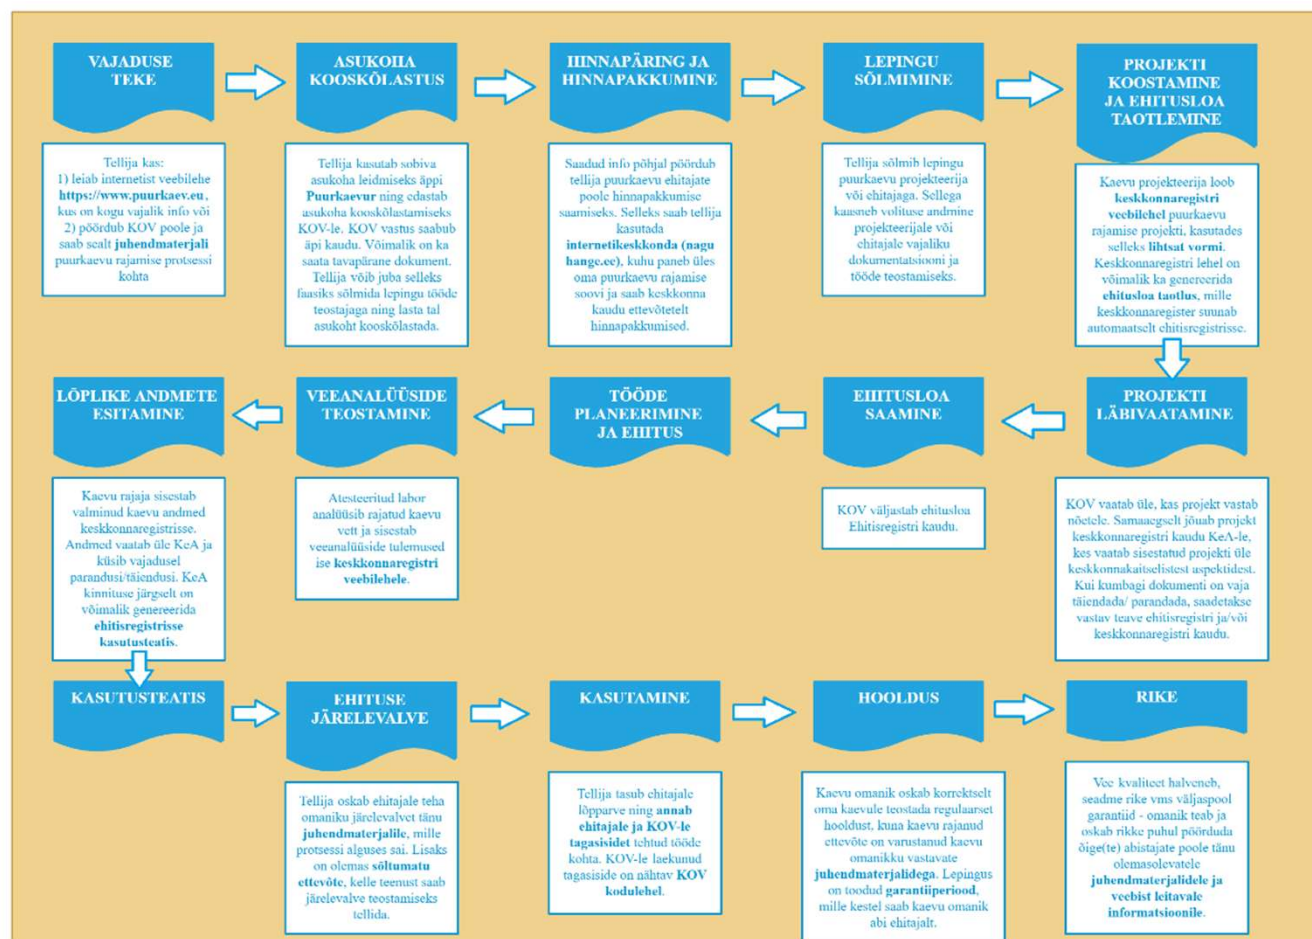 VAJADUSE
TEKE
Tellija kas:
1) leiab internetist veebilehe
https://www.puurkaev.eu,
kus on kogu vajalik info või
2) pöördub KOV poole ja
saab sealt juhendmaterjali
puurkaevu rajamise protsessi
kohta
ASUKOHA
KOOSKÕLASTUS
Tellija kasutab sobiva
asukoha leidmiseks äppi
Puurkaevur ning edastab
asukoha kooskõlastamiseks
KOV-le. KOV vastus saabub
äpi kaudu. Võimalik on ka
saata tavapärane dokument.
Tellija võib juba selleks
faasiks sõlmida lepingu tööde
teostajaga ning lasta tal
asukoht kooskõlastada.
HINNAPÄRING JA
HINNAPAKKUMINE
Saadud info põhjal pöördub
tellija puurkaevu ehitajate
poole hinnapakkumise
saamiseks. Selleks saab tellija
kasutada
internetikeskkonda (nagu
hange.ee), kuhu paneb üles
oma puurkaevu rajamise
soovi ja saab keskkonna
kaudu ettevõtetelt
hinnapakkumised.
LEPINGU
SÕLMIMINE
Tellija sõlmib lepingu
puurkaevu projekteerija
või ehitajaga. Sellega
kaasneb volituse andmine
projekteerijale või
ehitajale vajaliku
dokumentatsiooni ja
tööde teostamiseks.
PROJEKTI
KOOSTAMINE
JA EHITUSLOA
TAOTLEMINE
Kaevu projekteerija loob
keskkonnaregistri
veebilehel puurkaevu
rajamise projekti, kasutades
selleks lihtsat vormi.
Keskkonnaregistri lehel on
võimalik ka genereerida
ehitusloa taotlus, mille
keskkonnaregister suunab
automaatselt ehitisregistrisse.
PROJEKTI
LÄBIVAATAMINE
KOV vaatab üle, kas projekt vastab
nõetele. Samaaegselt jõuab projekt
keskkonnaregistri kaudu KeA-le,
kes vaatab sisestatud projekti üle
keskkonnakaitselistest aspektidest.
Kui kumbagi dokumenti on vaja
täiendada/ parandada, saadetakse
vastav teave ehitisregistri ja/või
keskkonnaregistri kaudu.
EHITUSLOA
SAAMINE
KOV väljastab ehitusloa
Ehitisregistri kaudu.
TÖÖDE
PLANEERIMINE
JA EHITUS
VEEANALÜÜSIDE
TEOSTAMINE
Atesteeritud labor
analüüsib rajatud kaevu
vett ja sisestab
veeanalüüside tulemused
ise keskkonnaregistri
veebilehele.
LÕPLIKE ANDMETE
ESITAMINE
Kaevu rajaja sisestab
valminud kaevu andmed
keskkonnaregistrisse.
Andmed vaatab üle KeA ja
küsib vajadusel
parandusi/täiendusi. KeA
kinnituse järgselt on
võimalik genereerida
ehitisregistrisse
kasutusteatis.
KASUTUSTEATIS
EHITUSE
JÄRELEVALVE
Tellija oskab ehitajale teha
omaniku järelevalvet tänu
juhendmaterjalile, mille
protsessi alguses sai. Lisaks
on olemas sõltumatu
ettevõte, kelle teenust saab
järelevalve teostamiseks
tellida.
KASUTAMINE
Tellija tasub ehitajale
lõpparve ning annab
ehitajale ja KOV-le
tagasisidet tehtud tööde
kohta. KOV-le laekunud
tagasiside on nähtav KOV
kodulehel.
HOOLDUS
Kaevu omanik oskab korrektselt
oma kaevule teostada regulaarset
hooldust, kuna kaevu rajanud
ettevõte on varustanud kaevu
omanikku vastavate
juhendmaterjalidega. Lepingus
on toodud garantiiperiood,
mille kestel saab kaevu omanik
abi ehitajalt.
RIKE
Vee kvaliteet halveneb,
seadme rike vms väljaspool
garantiid - omanik teab ja
oskab rikke puhul pöörduda
õige(te) abistajate poole tänu
olemasolevatele
juhendmaterjalidele ja
veebist leitavale
informatsioonile.